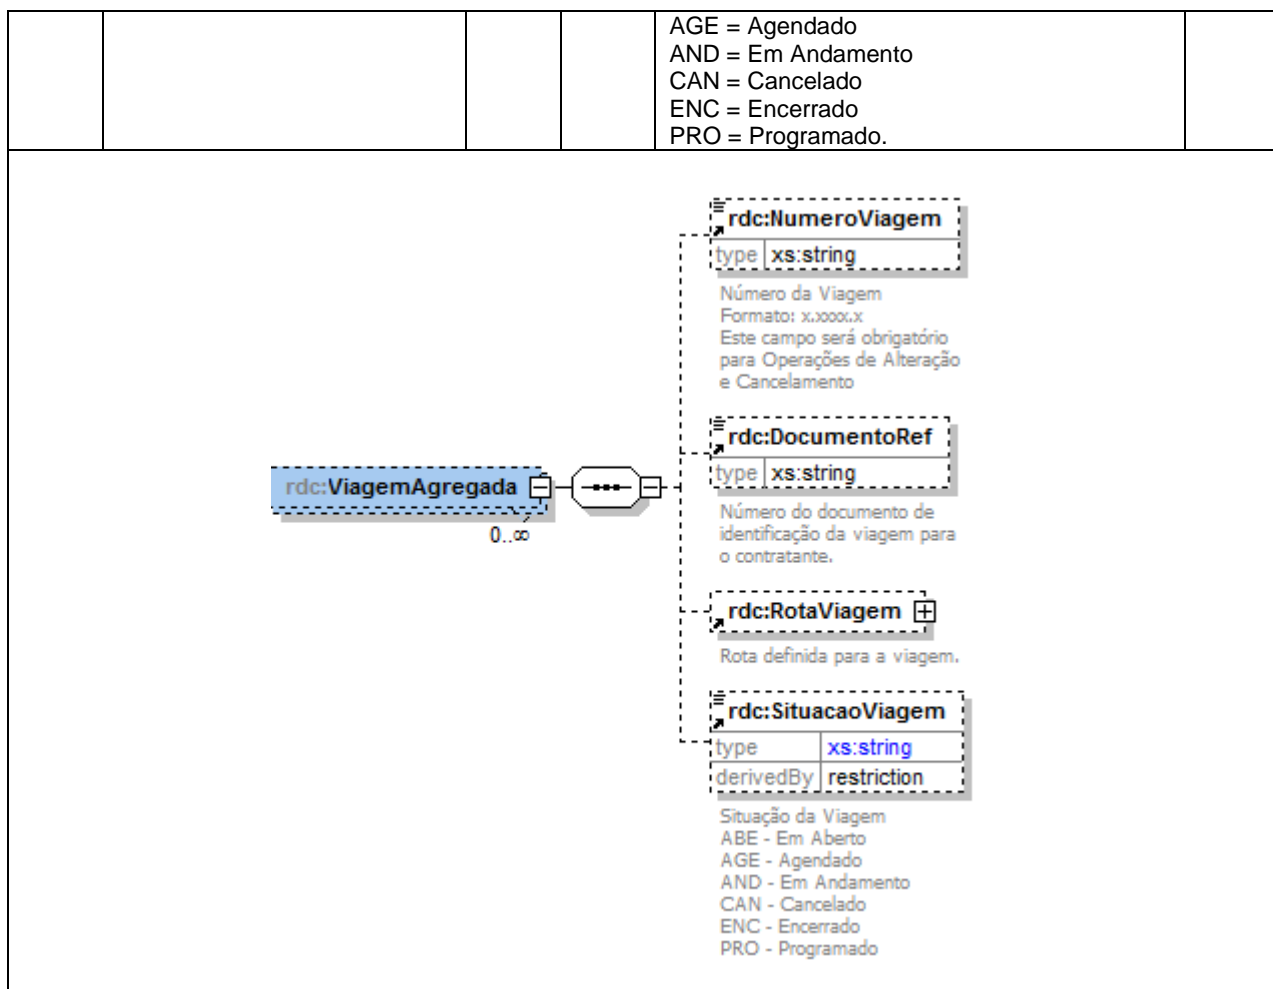 AGE = Agendado
AND = Em Andamento
CAN = Cancelado
ENC = Encerrado
PRO = Programado.
rdc:NumeroViagem
type xs:string
Número da Viagem
Formato: x.xxxx.x
Este campo será obrigatório
para Operações de Alteração
e Cancelamento
rdc:DocumentoRef
type xs:string
Número do documento de
identificação da viagem para
o contratante.
rdc:ViagemAgregada
0..∞
rdc:RotaViagem
Rota definida para a viagem.
rdc:SituacaoViagem
type xs:string
derivedBy restriction
Situação da Viagem
ABE - Em Aberto
AGE - Agendado
AND - Em Andamento
CAN - Cancelado
ENC - Encerrado
PRO - Programado